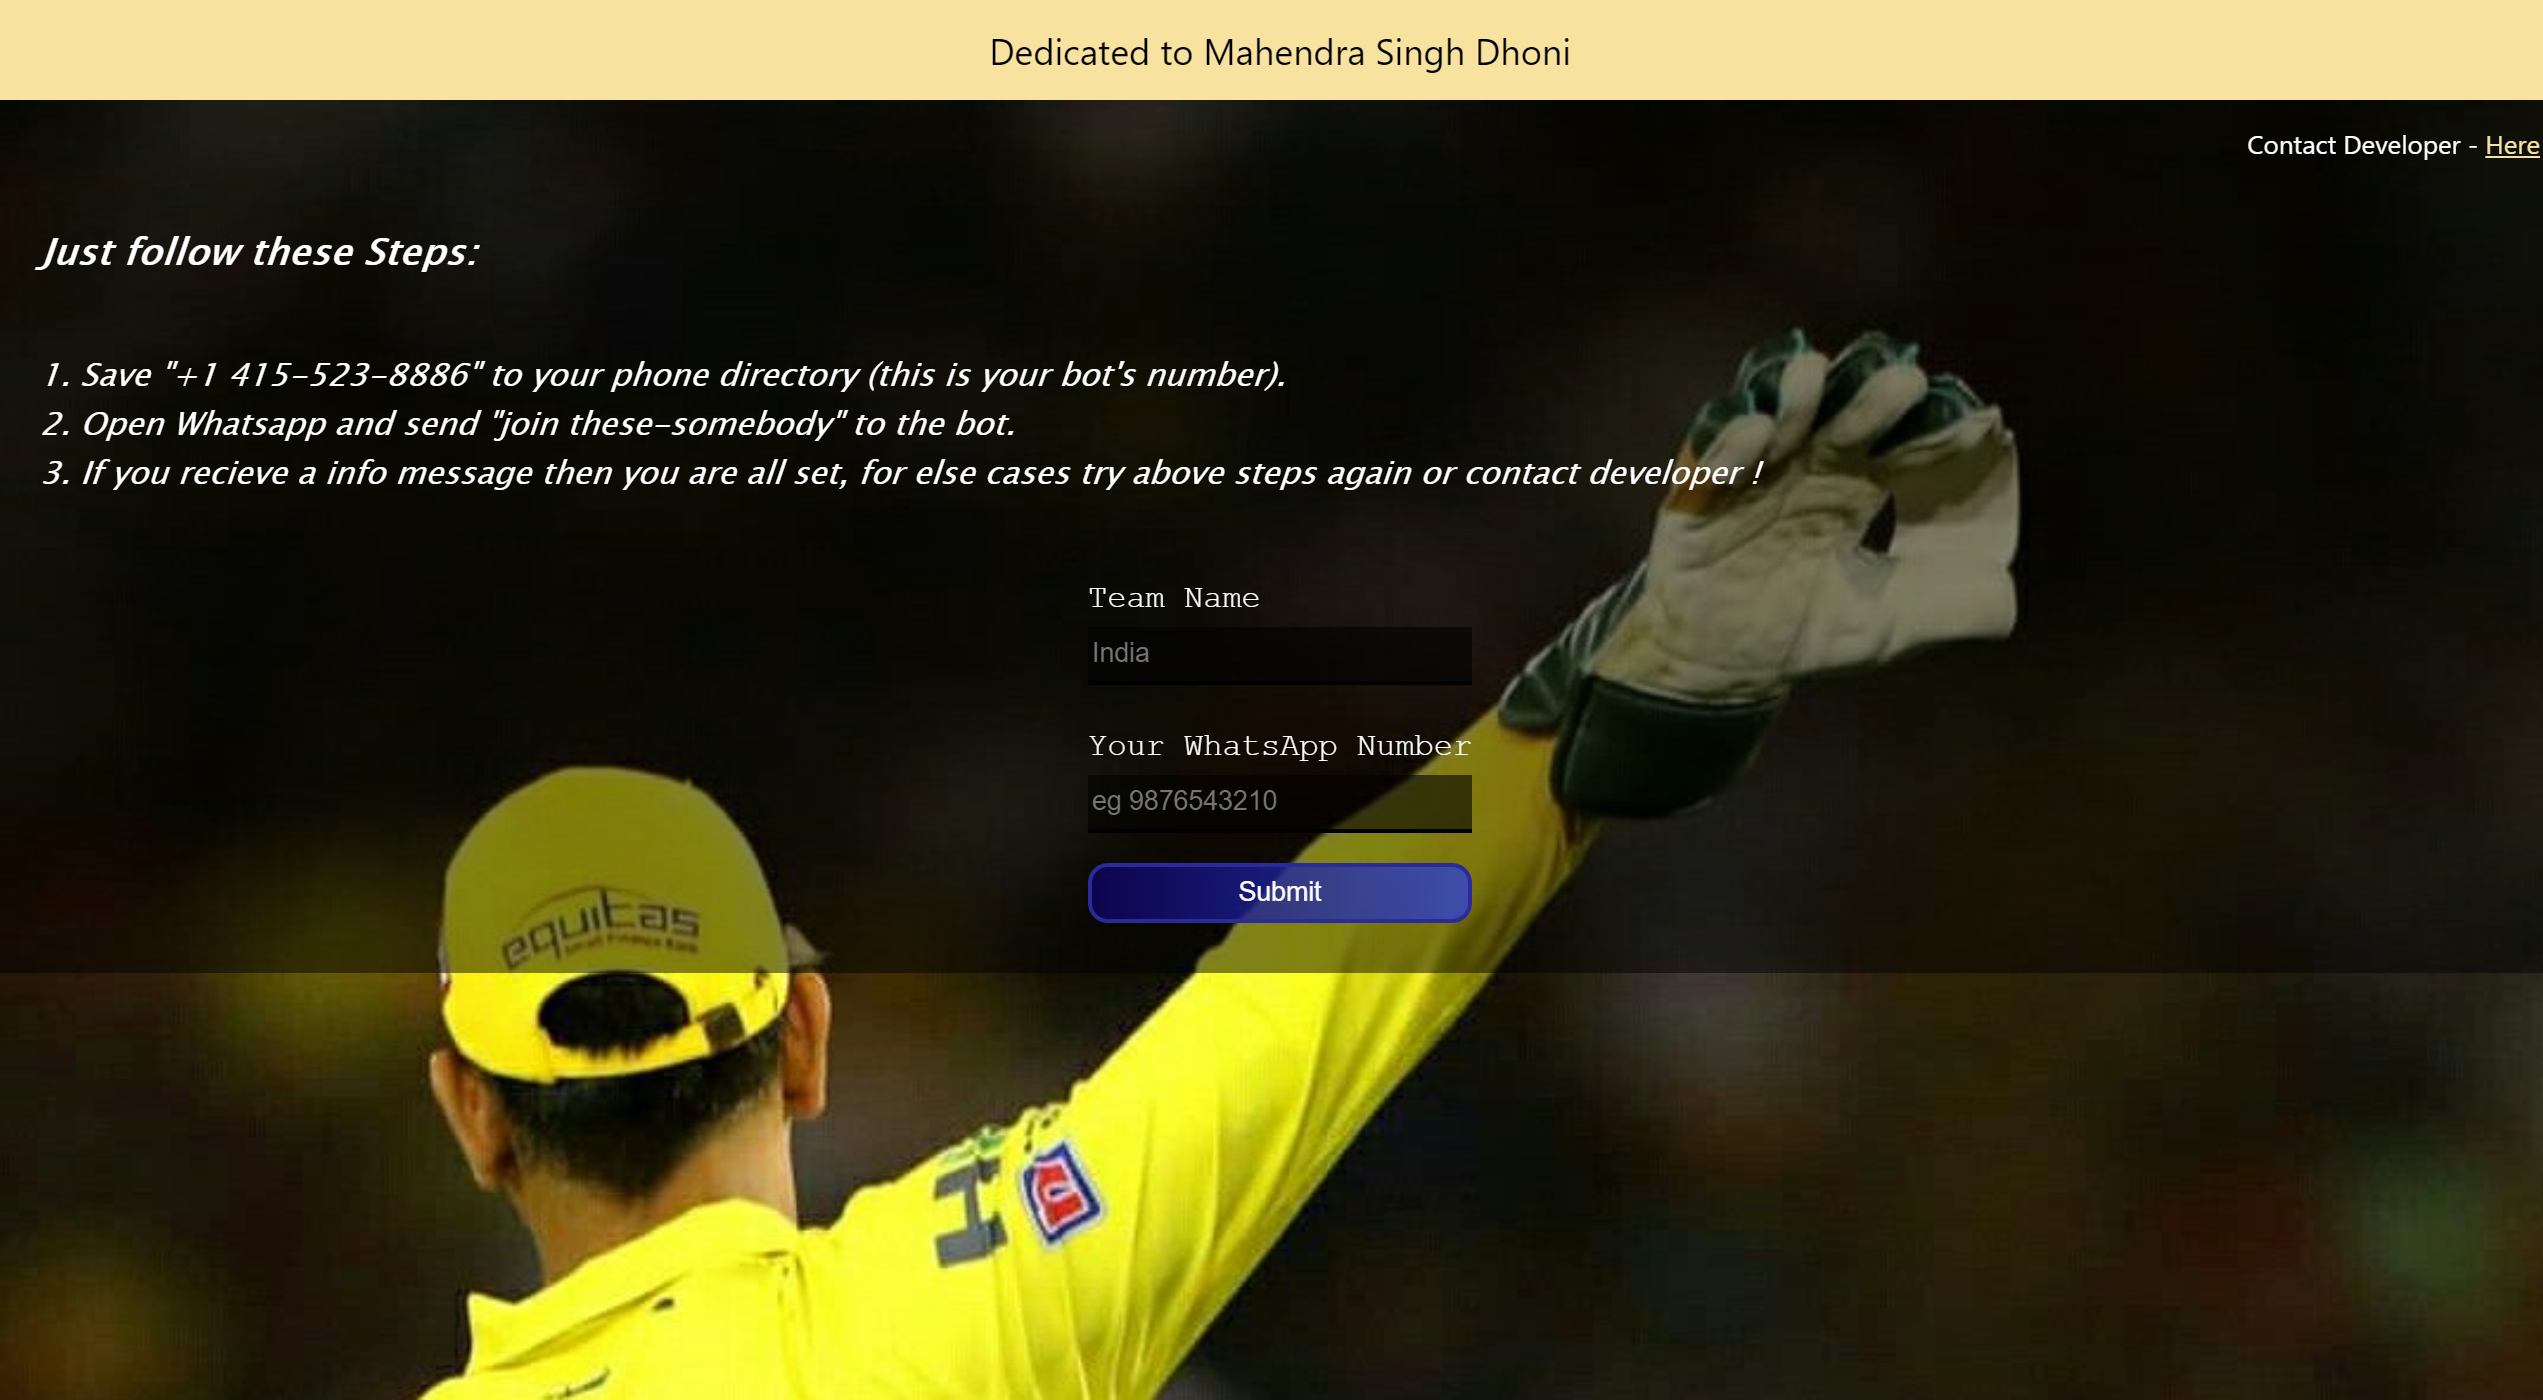 Dedicated to Mahendra Singh Dhoni
Contact Developer - Here
Just follow these Steps:
1. Save "+1 415-523-8886" to your phone directory (this is your bot's number).
2. Open Whatsapp and send "join these-somebody" to the bot.
3. If you recieve a info message then you are all set, for else cases try above steps again or contact developer !
Team Name
India
Your WhatsApp Number
eg 9876543210
Submit
equitas
Small Finance Bank